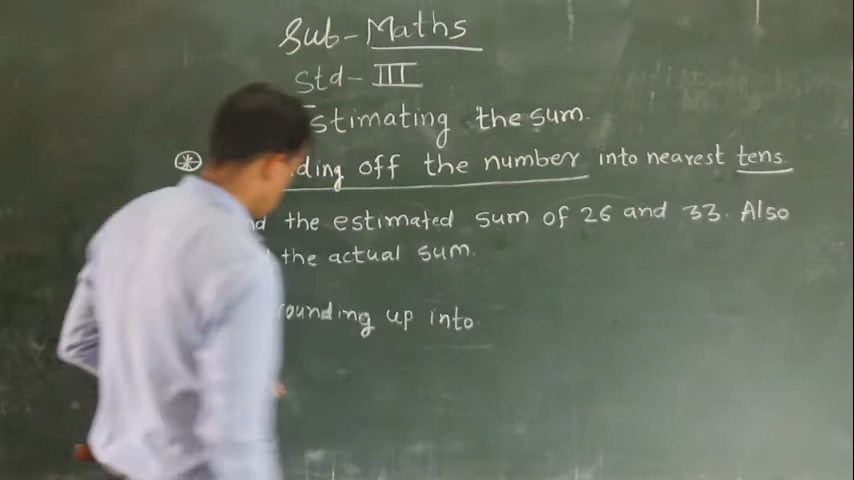 Sub-Maths
Std-III
Estimating the sum.
ding off the number into nearest tens.
the estimated sum of 26 and 33. Also
the actual sum.
ounding up into